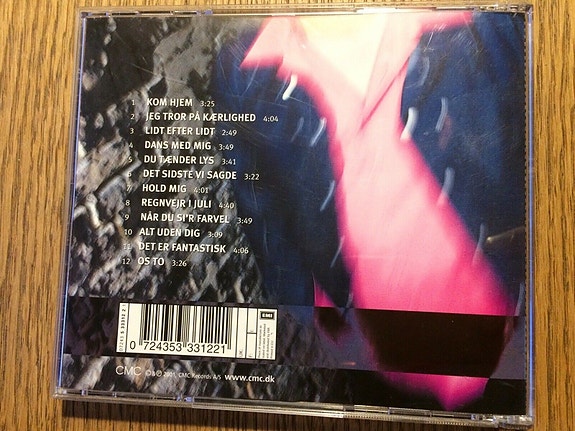 1 KOM HJEM 3:25
2 JEG TROR PÅ KÆRLIGHED 4:04
3 LIDT EFTER LIDT 2:49
4 DANS MED MIG 3:49
5 DU TÆNDER LYS 3:41
6 DET SIDSTE VI SAGDE 3:22
7 HOLD MIG 4:01
8 REGNVEJR I JULI 4:40
9 NÅR DU SI'R FARVEL 3:49
10 ALT UDEN DIG 3:09
11 DET ER FANTASTISK 4:06
12 OS TO 3:26
EMI
0 724353 331221
CMC ©&℗ 2001, CMC Records A/S www.cmc.dk